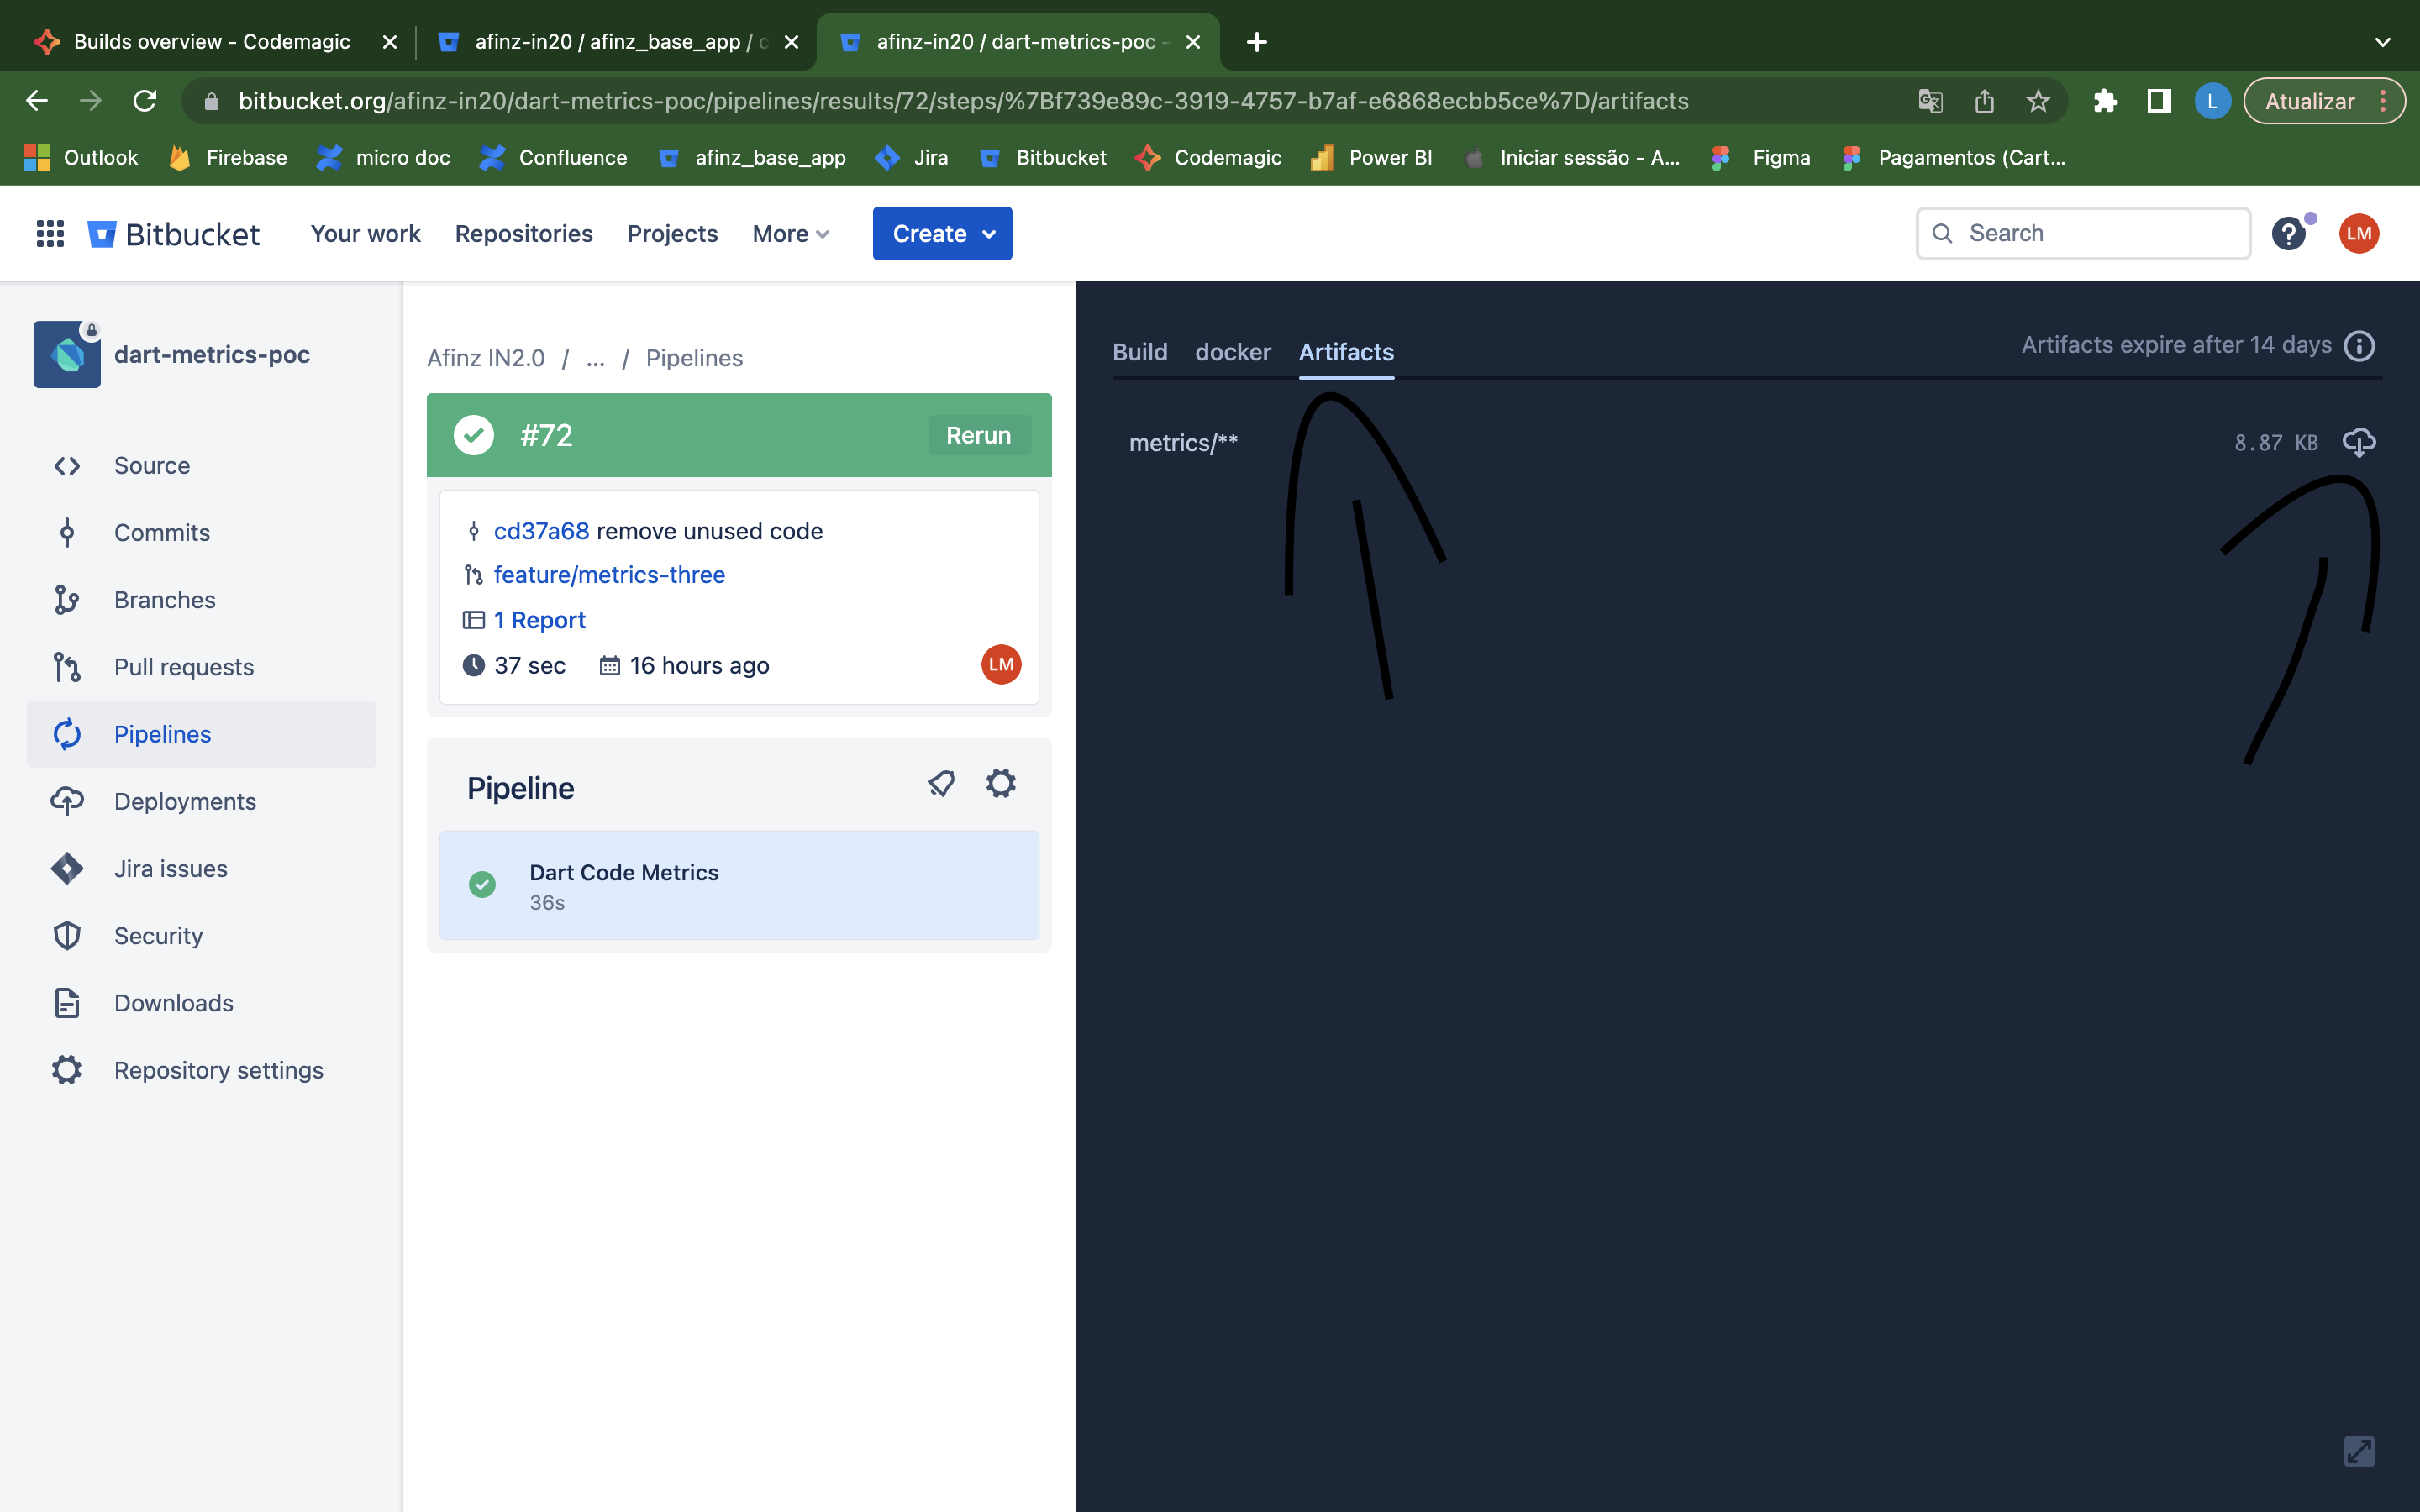 Builds overview - Codemagic
afinz-in20 / afinz_base_app / c
afinz-in20 / dart-metrics-poc -
bitbucket.org/afinz-in20/dart-metrics-poc/pipelines/results/72/steps/%7Bf739e89c-3919-4757-b7af-e6868ecbb5ce%7D/artifacts
L
Atualizar
Outlook Firebase micro doc Confluence afinz_base_app Jira Bitbucket Codemagic Power BI Iniciar sessão - A... Figma Pagamentos (Cart...
Bitbucket Your work Repositories Projects More Create Search ? LM
dart-metrics-poc
Source
Commits
Branches
Pull requests
Pipelines
Deployments
Jira issues
Security
Downloads
Repository settings
Afinz IN2.0 / ... / Pipelines
#72 Rerun
cd37a68 remove unused code
feature/metrics-three
1 Report
37 sec 16 hours ago LM
Pipeline
Dart Code Metrics
36s
Build docker Artifacts Artifacts expire after 14 days
metrics/** 8.87 KB